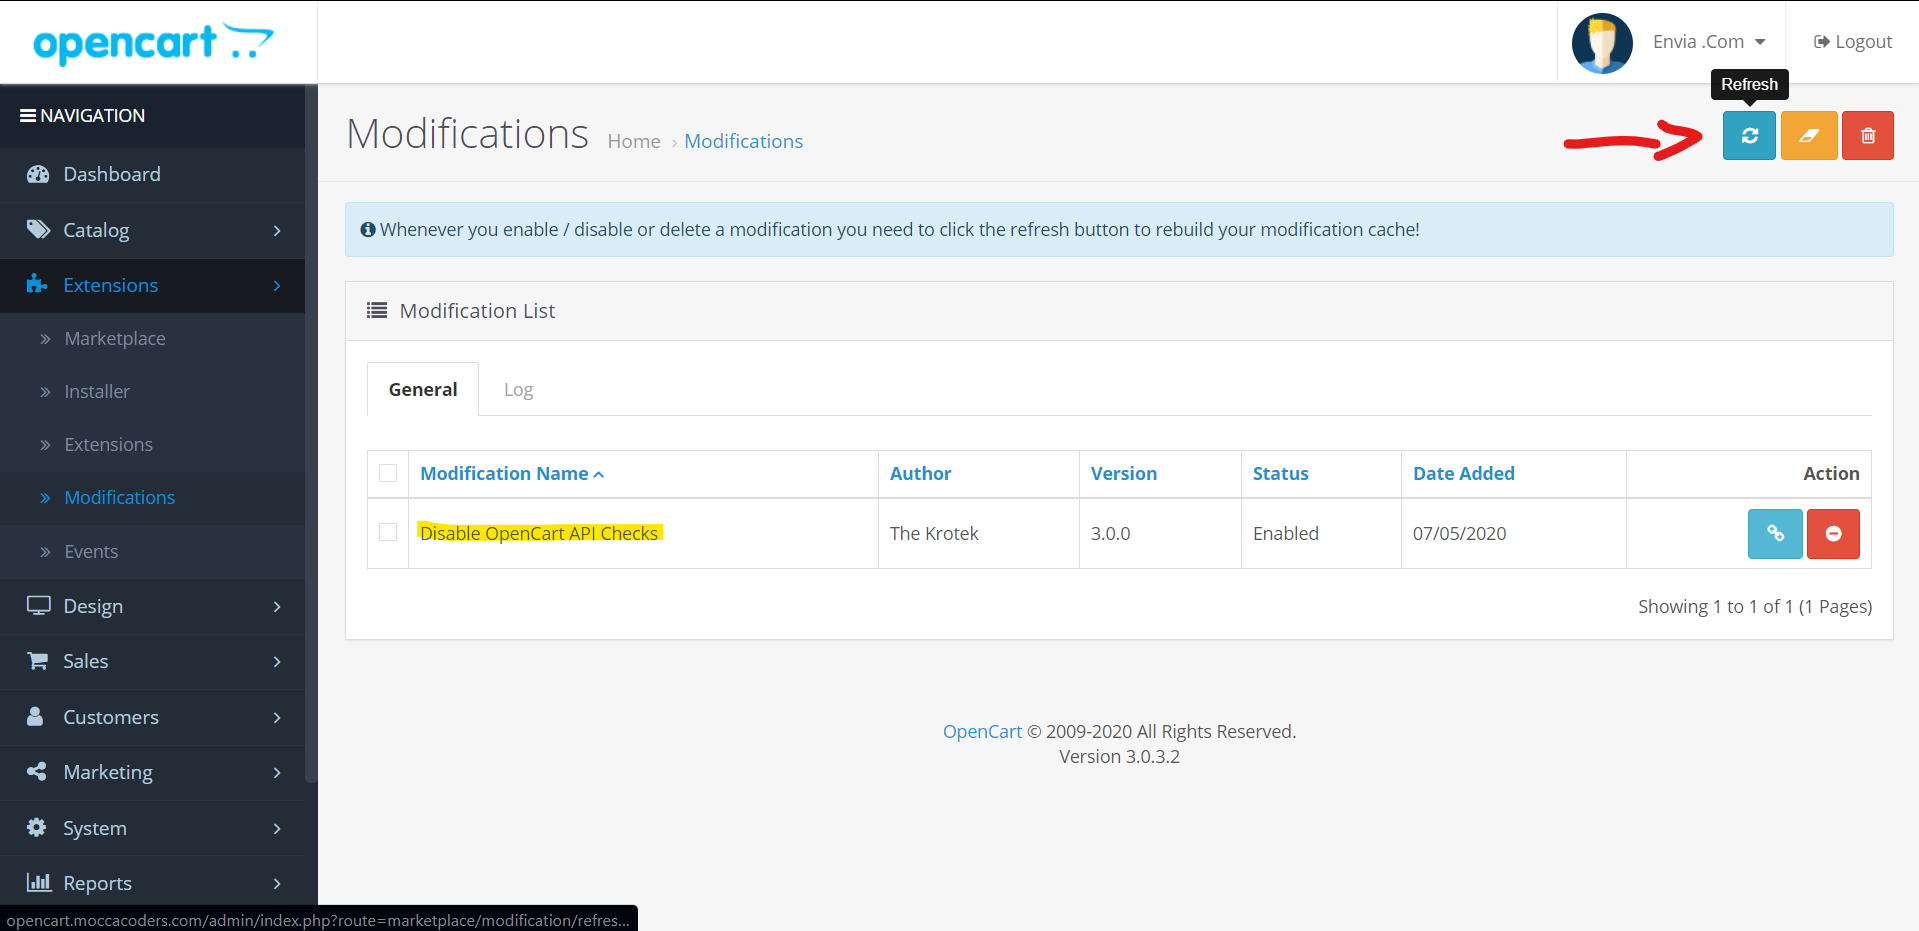 opencart
Envia .Com
Logout
Refresh
NAVIGATION
Dashboard
Catalog
Extensions
Marketplace
Installer
Extensions
Modifications
Events
Design
Sales
Customers
Marketing
System
Reports
Modifications
Home › Modifications
Whenever you enable / disable or delete a modification you need to click the refresh button to rebuild your modification cache!
Modification List
General Log
Modification Name Author Version Status Date Added Action
Disable OpenCart API Checks The Krotek 3.0.0 Enabled 07/05/2020
Showing 1 to 1 of 1 (1 Pages)
OpenCart © 2009-2020 All Rights Reserved.
Version 3.0.3.2
opencart.moccacoders.com/admin/index.php?route=marketplace/modification/refres...